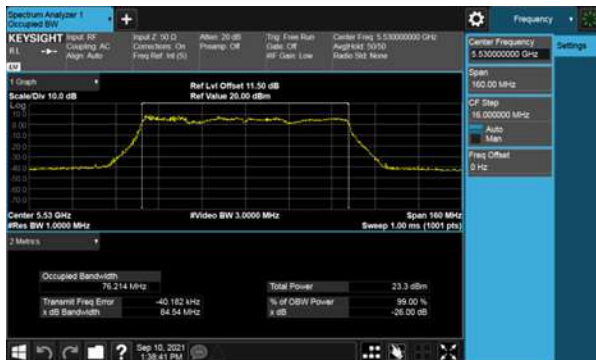 Spectrum Analyzer 1
Occupied BW
+
Frequency
KEYSIGHT Input: RF Input Z: 50 Ω Atten: 20 dB Trig: Free Run Center Freq: 5.530000000 GHz
RL Coupling: AC Corrections: On Preamp: Off Gate: Off Avg|Hold: 50/50
Align: Auto Freq Ref: Int (S) #IF Gain: Low Radio Std: None
Center Frequency
5.530000000 GHz
Settings
Span
160.00 MHz
CF Step
16.000000 MHz
Auto
Man
Freq Offset
0 Hz
1 Graph
Scale/Div 10.0 dB
Ref Lvl Offset 11.50 dB
Ref Value 20.00 dBm
Log
10.0
0.00
-10.0
-20.0
-30.0
-40.0
-50.0
-60.0
-70.0
Center 5.53 GHz #Video BW 3.0000 MHz Span 160 MHz
#Res BW 1.0000 MHz Sweep 1.00 ms (1001 pts)
2 Metrics
Occupied Bandwidth
76.214 MHz
Total Power 23.3 dBm
Transmit Freq Error -40.182 kHz % of OBW Power 99.00 %
x dB Bandwidth 84.54 MHz x dB -26.00 dB
?
Sep 10, 2021
1:36:41 PM